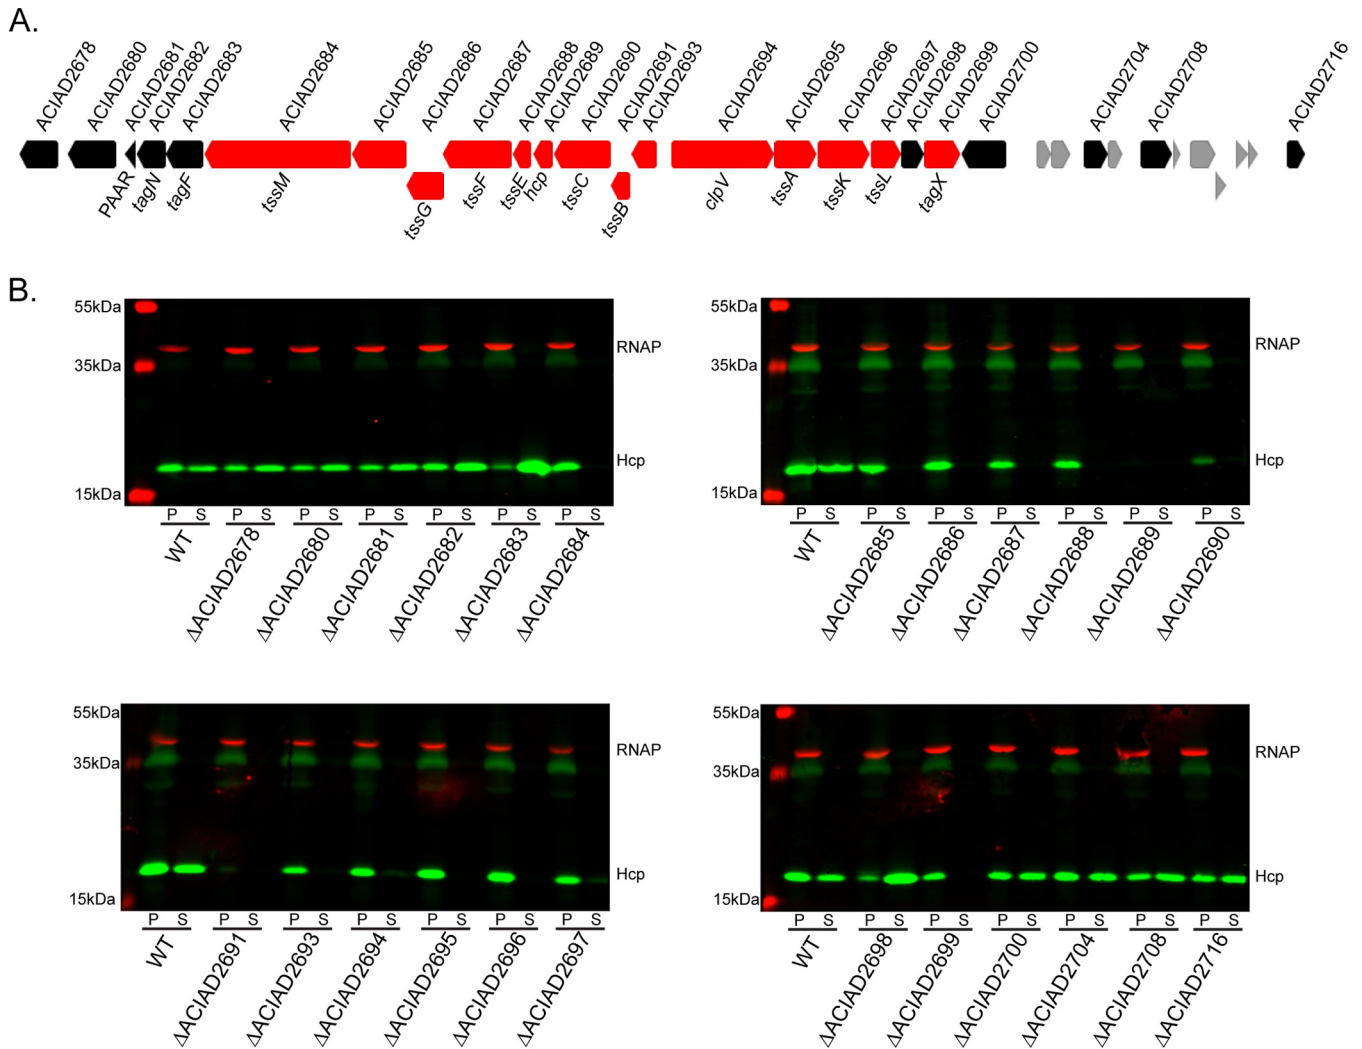 A.
ACIAD2678 ACIAD2680 ACIAD2681 ACIAD2682 ACIAD2683 ACIAD2684 ACIAD2685 ACIAD2686 ACIAD2687 ACIAD2688 ACIAD2689 ACIAD2690 ACIAD2691 ACIAD2693 ACIAD2694 ACIAD2695 ACIAD2696 ACIAD2697 ACIAD2698 ACIAD2699 ACIAD2700 ACIAD2704 ACIAD2708 ACIAD2716
PAAR tagN tagF tssM tssG tssF tssE hcp tssC tssB clpV tssA tssK tssL tagX
B.
55kDa
RNAP
35kDa
Hcp
15kDa
P S P S P S P S P S P S P S
WT ΔACIAD2678 ΔACIAD2680 ΔACIAD2681 ΔACIAD2682 ΔACIAD2683 ΔACIAD2684
55kDa
RNAP
35kDa
Hcp
15kDa
P S P S P S P S P S P S P S
WT ΔACIAD2685 ΔACIAD2686 ΔACIAD2687 ΔACIAD2688 ΔACIAD2689 ΔACIAD2690
55kDa
RNAP
35kDa
Hcp
15kDa
P S P S P S P S P S P S P S
WT ΔACIAD2691 ΔACIAD2693 ΔACIAD2694 ΔACIAD2695 ΔACIAD2696 ΔACIAD2697
55kDa
RNAP
35kDa
Hcp
15kDa
P S P S P S P S P S P S P S
WT ΔACIAD2698 ΔACIAD2699 ΔACIAD2700 ΔACIAD2704 ΔACIAD2708 ΔACIAD2716